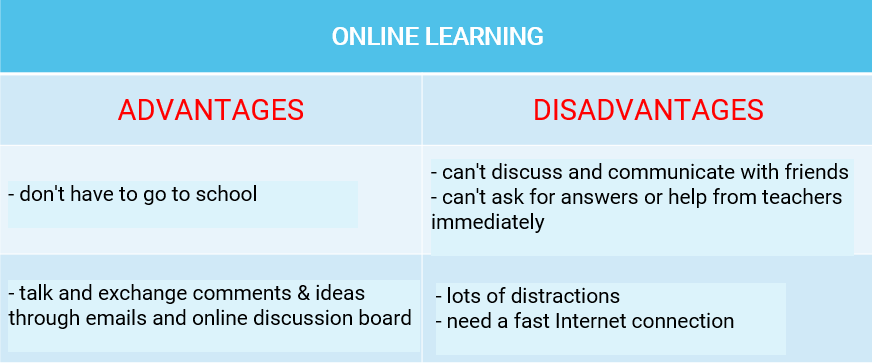 ONLINE LEARNING
ADVANTAGES
DISADVANTAGES
- don't have to go to school
- can't discuss and communicate with friends
- can't ask for answers or help from teachers
immediately
- talk and exchange comments & ideas
through emails and online discussion board
- lots of distractions
- need a fast Internet connection